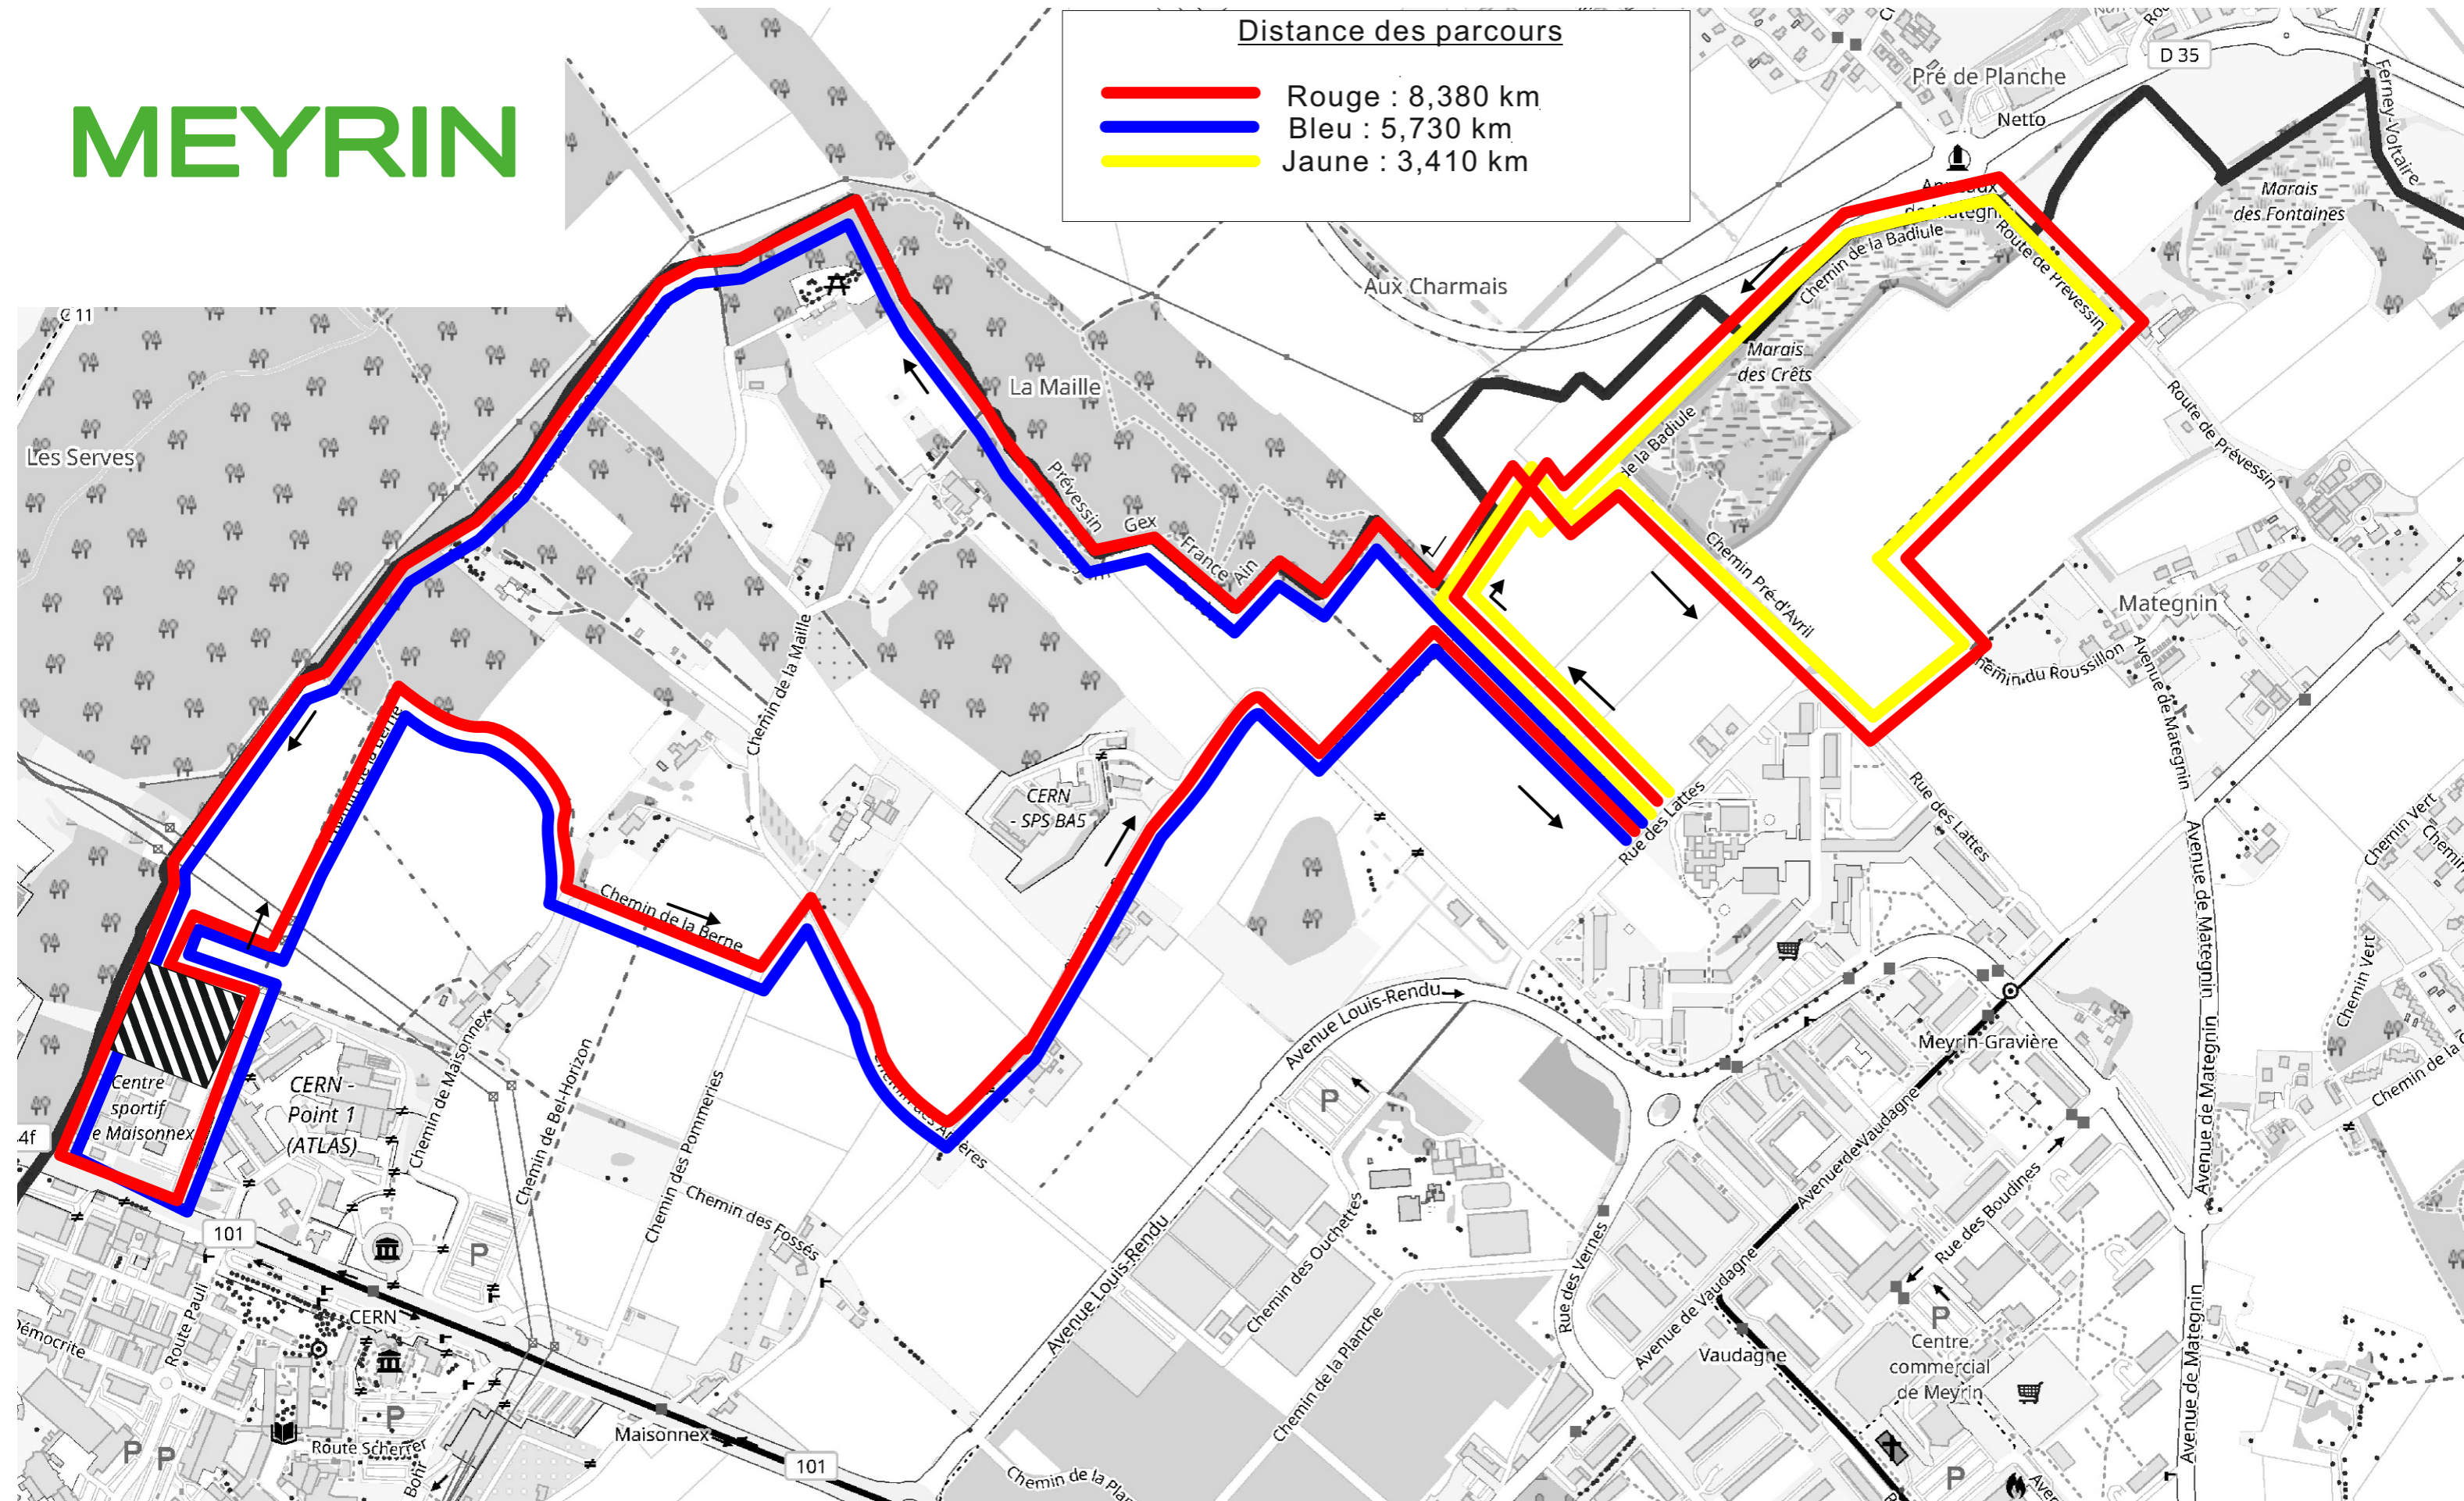 MEYRIN
Distance des parcours
Rouge : 8,380 km
Bleu : 5,730 km
Jaune : 3,410 km
D 35
Pré de Planche
Netto
Ferney-Voltaire
Marais
des Fontaines
Chemin de la Badiule
Route de Prévessin
Aux Charmais
C 11
Marais
des Crêts
La Maille
Les Serves
de la Badiule
Route de Prévessin
Prévessin
Gex
France
Ain
Chemin Pré-d'Avril
Mategnin
Chemin du Roussillon
Avenue de Mategnin
Chemin de la Maille
CERN
- SPS BA5
Rue des Lattes
Rue des Lattes
Chemin Vert
Avenue de Mategnin
Chemin de la Berne
Chemin Vert
Avenue Louis-Rendu
Meyrin-Gravière
Centre
sportif
e Maisonnex
CERN -
Point 1
(ATLAS)
Chemin de Maisonnex
Chemin de Bel-Horizon
Chemin des Pommeries
Chemin des Fossés
Avenue de Vaudagne
Avenue de Mategnin
Chemin des Ouchettes
Rue des Boudines
101
Route Pauli
CERN
Démocrite
Avenue Louis-Rendu
Rue des Vernes
Avenue de Vaudagne
Vaudagne
Centre
commercial
de Meyrin
Avenue de Mategnin
Chemin de la Planche
Maisonnex
Route Scherrer
Bohr
101
P
P
P
P
P
P
P